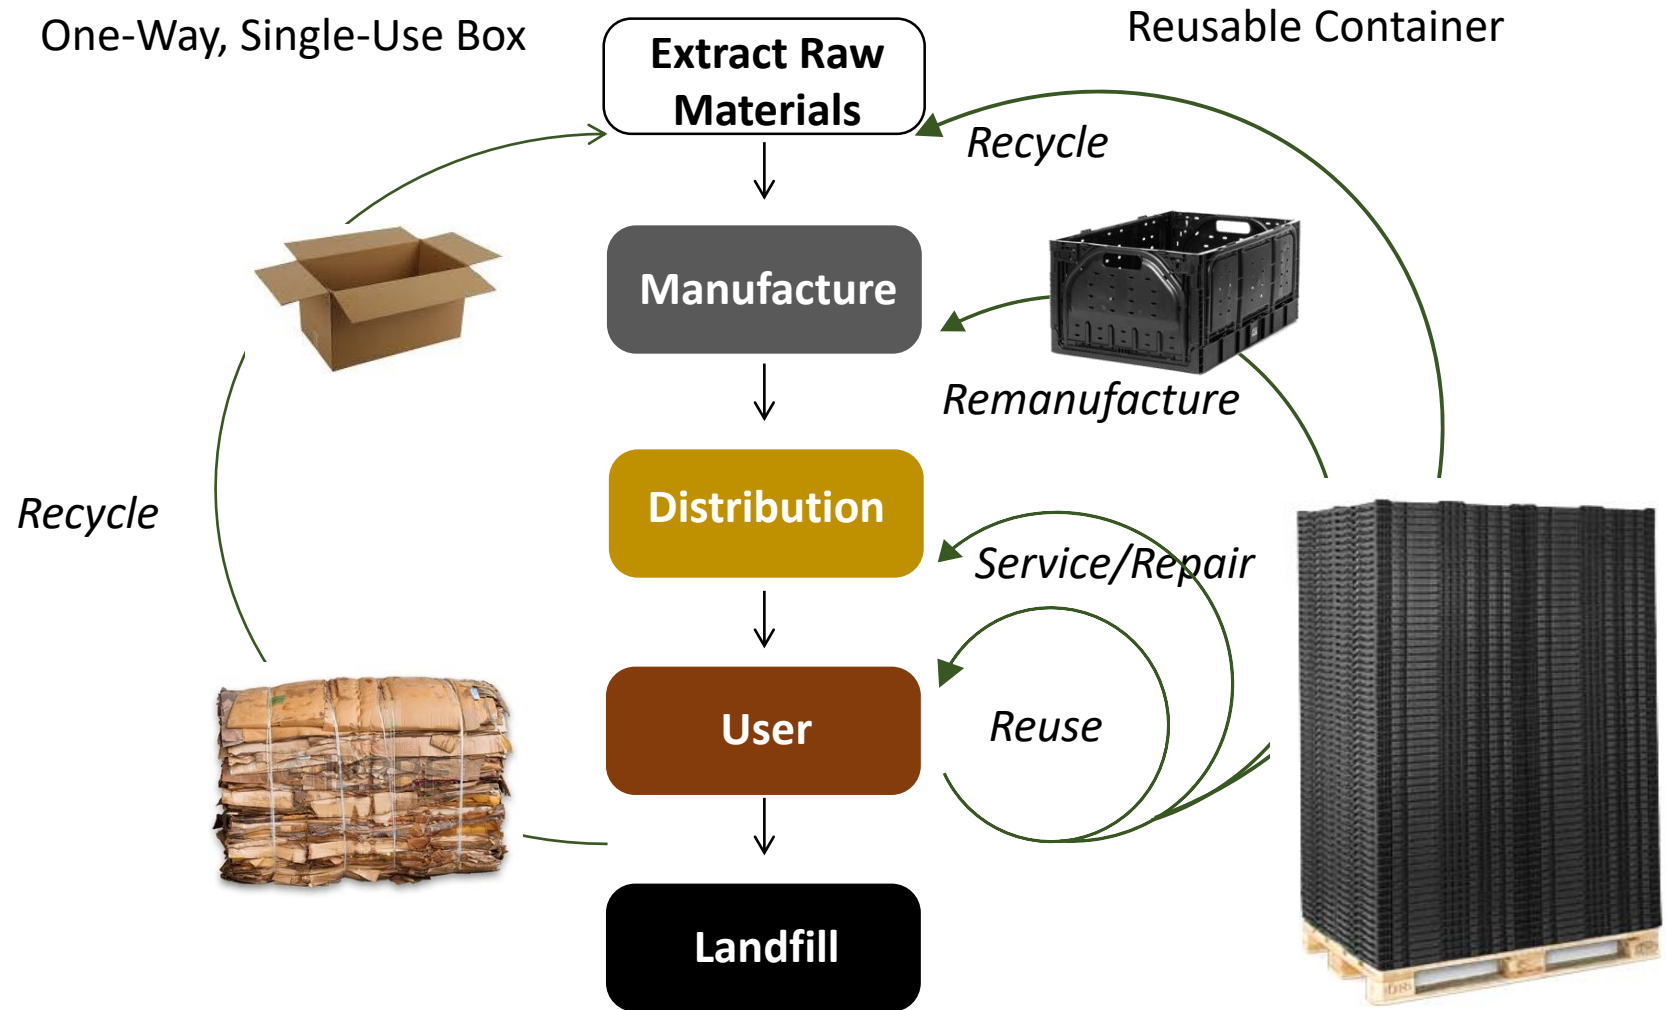 One-Way, Single-Use Box
Extract Raw
Materials
Reusable Container
Recycle
Manufacture
Remanufacture
Distribution
Recycle
Service/Repair
User
Reuse
Landfill